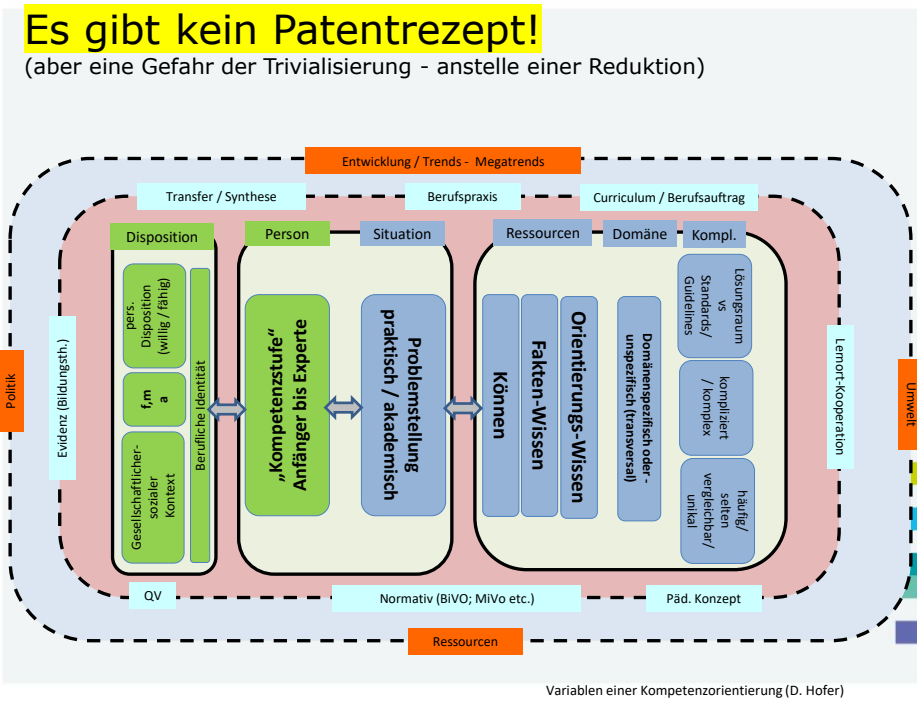 Es gibt kein Patentrezept!
(aber eine Gefahr der Trivialisierung - anstelle einer Reduktion)
Entwicklung / Trends - Megatrends
Transfer / Synthese
Berufspraxis
Curriculum / Berufsauftrag
Disposition
Person
Situation
Ressourcen
Domäne
Kompl.
Politik
Evidenz (Bildungsth.)
pers.
Disposition
(willig / fähig)
f,m
a
Gesellschaftlicher-
sozialer
Kontext
Berufliche Identität
„Kompetenzstufe“
Anfänger bis Experte
Problemstellung
praktisch / akademisch
Können
Fakten-Wissen
Orientierungs-Wissen
Domänenspezifisch oder -
unspezifisch (transversal)
Lösungsraum
vs
Standards/
Guidelines
kompliziert
/ komplex
häufig/
selten
vergleichbar/
unikal
Lernort-Kooperation
Umwelt
QV
Normativ (BiVO; MiVo etc.)
Päd. Konzept
Ressourcen
Variablen einer Kompetenzorientierung (D. Hofer)